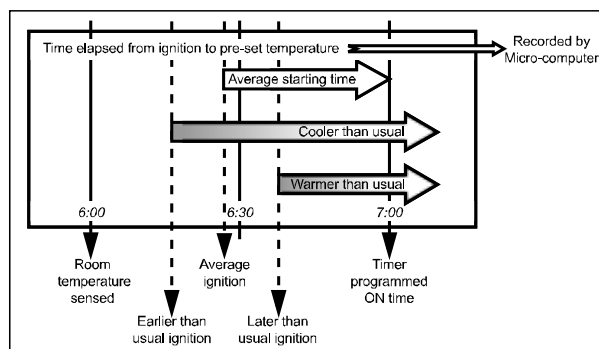 Time elapsed from ignition to pre-set temperature
Recorded by
Micro-computer
Average starting time
Cooler than usual
Warmer than usual
6:00
6:30
7:00
Room
temperature
sensed
Average
ignition
Timer
programmed
ON time
Earlier than
usual ignition
Later than
usual ignition